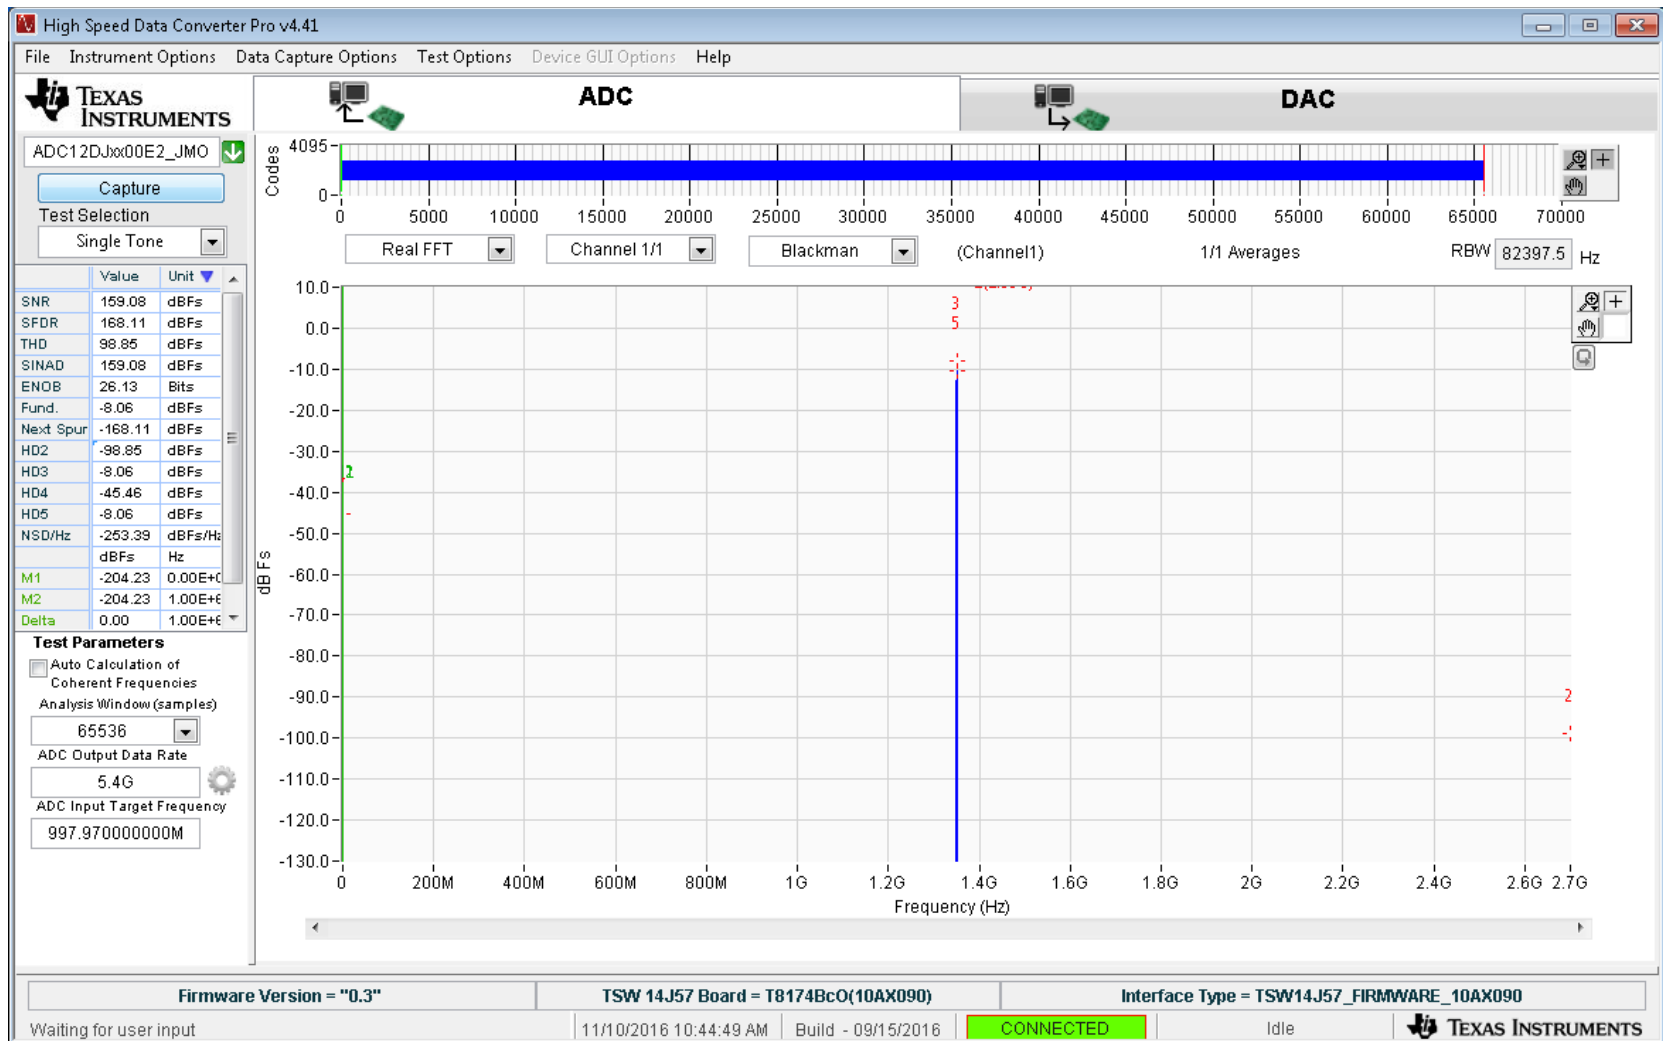 High Speed Data Converter Pro v4.41
File Instrument Options Data Capture Options Test Options Device GUI Options Help
TEXAS INSTRUMENTS
ADC
DAC
ADC12DJxx00E2_JMO
Capture
Test Selection
Single Tone
Value Unit
SNR 159.08 dBFs
SFDR 168.11 dBFs
THD 98.85 dBFs
SINAD 159.08 dBFs
ENOB 26.13 Bits
Fund. -8.06 dBFs
Next Spur -168.11 dBFs
HD2 -98.85 dBFs
HD3 -8.06 dBFs
HD4 -45.46 dBFs
HD5 -8.06 dBFs
NSD/Hz -253.39 dBFs/Hz
dBFs Hz
M1 -204.23 0.00E+0
M2 -204.23 1.00E+6
Delta 0.00 1.00E+6
Test Parameters
Auto Calculation of
Coherent Frequencies
Analysis Window (samples)
65536
ADC Output Data Rate
5.4G
ADC Input Target Frequency
997.970000000M
Codes
4095
0
0 5000 10000 15000 20000 25000 30000 35000 40000 45000 50000 55000 60000 65000 70000
Real FFT Channel 1/1 Blackman (Channel1) 1/1 Averages RBW 82397.5 Hz
dBFs
10.0
0.0
-10.0
-20.0
-30.0
-40.0
-50.0
-60.0
-70.0
-80.0
-90.0
-100.0
-110.0
-120.0
-130.0
3
5
2
0 200M 400M 600M 800M 1G 1.2G 1.4G 1.6G 1.8G 2G 2.2G 2.4G 2.6G 2.7G
Frequency (Hz)
Firmware Version = "0.3" TSW 14J57 Board = T8174BcO(10AX090) Interface Type = TSW14J57_FIRMWARE_10AX090
Waiting for user input 11/10/2016 10:44:49 AM Build - 09/15/2016 CONNECTED Idle TEXAS INSTRUMENTS